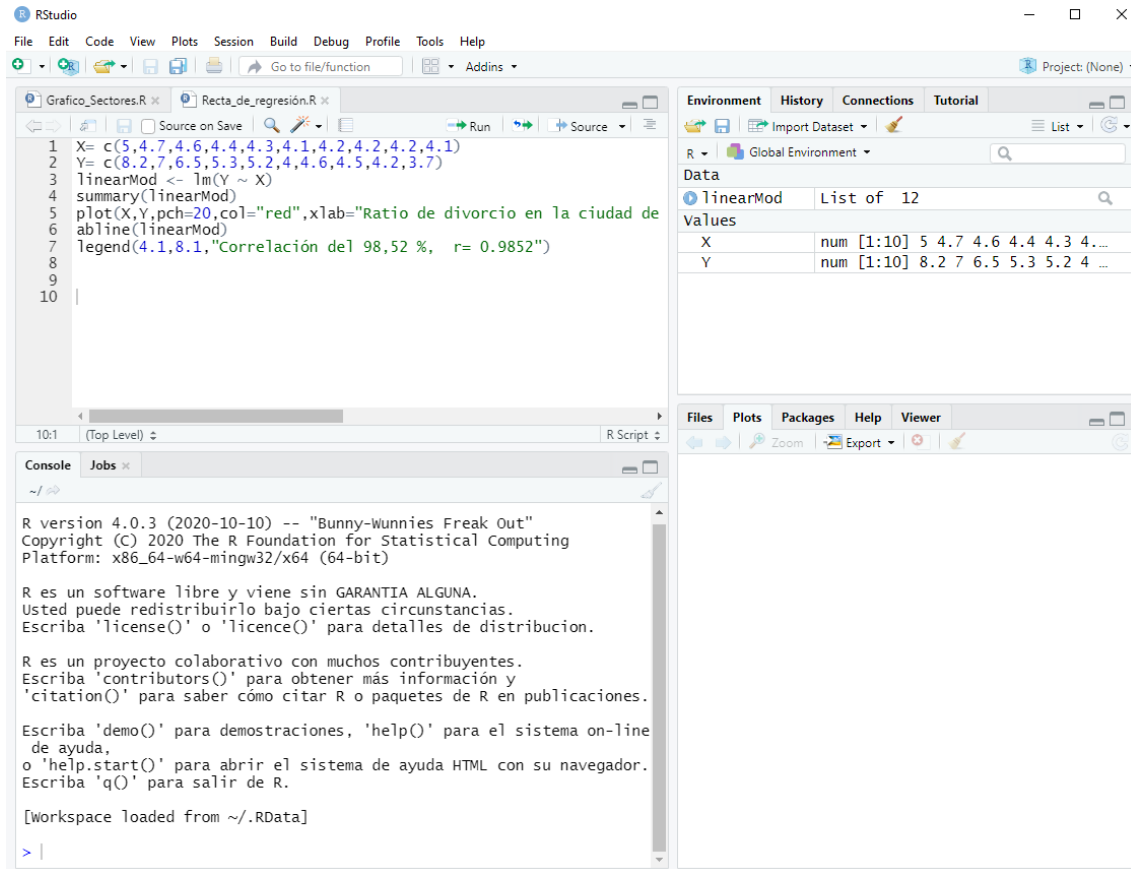 RStudio
File Edit Code View Plots Session Build Debug Profile Tools Help
Go to file/function
Addins
Project: (None)
Grafico_Sectores.R
Recta_de_regresión.R
Source on Save
Run
Source
1 X= c(5,4.7,4.6,4.4,4.3,4.1,4.2,4.2,4.2,4.1)
2 Y= c(8.2,7,6.5,5.3,5.2,4,4.6,4.5,4.2,3.7)
3 linearMod <- lm(Y ~ X)
4 summary(linearMod)
5 plot(X,Y,pch=20,col="red",xlab="Ratio de divorcio en la ciudad de
6 abline(linearMod)
7 legend(4.1,8.1,"Correlación del 98,52 %,  r= 0.9852")
8
9
10
10:1 (Top Level) R Script
Console Jobs
~/
R version 4.0.3 (2020-10-10) -- "Bunny-Wunnies Freak Out"
Copyright (C) 2020 The R Foundation for Statistical Computing
Platform: x86_64-w64-mingw32/x64 (64-bit)
R es un software libre y viene sin GARANTIA ALGUNA.
Usted puede redistribuirlo bajo ciertas circunstancias.
Escriba 'license()' o 'licence()' para detalles de distribucion.
R es un proyecto colaborativo con muchos contribuyentes.
Escriba 'contributors()' para obtener más información y
'citation()' para saber cómo citar R o paquetes de R en publicaciones.
Escriba 'demo()' para demostraciones, 'help()' para el sistema on-line
de ayuda,
o 'help.start()' para abrir el sistema de ayuda HTML con su navegador.
Escriba 'q()' para salir de R.
[Workspace loaded from ~/.RData]
>
Environment History Connections Tutorial
Import Dataset
List
R
Global Environment
Data
linearMod List of 12
Values
X num [1:10] 5 4.7 4.6 4.4 4.3 4.…
Y num [1:10] 8.2 7 6.5 5.3 5.2 4 …
Files Plots Packages Help Viewer
Zoom
Export